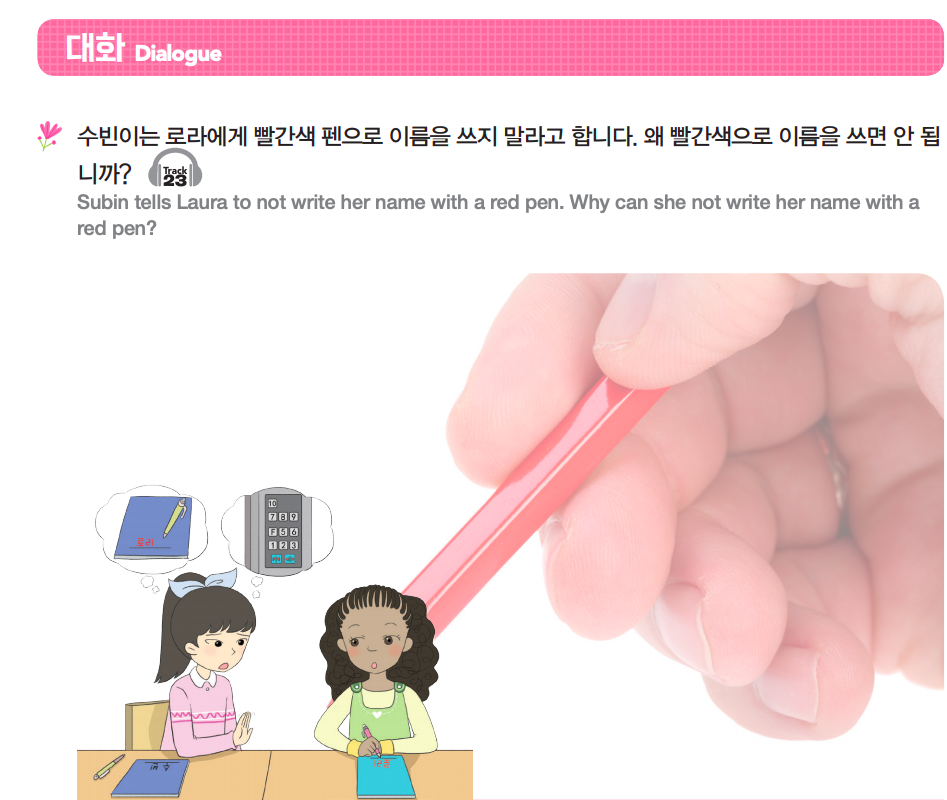 대화 Dialogue
수빈이는 로라에게 빨간색 펜으로 이름을 쓰지 말라고 합니다. 왜 빨간색으로 이름을 쓰면 안 됩
니까? Track 23
Subin tells Laura to not write her name with a red pen. Why can she not write her name with a
red pen?
로라
10
7 8 9
F 5 6
1 2 3